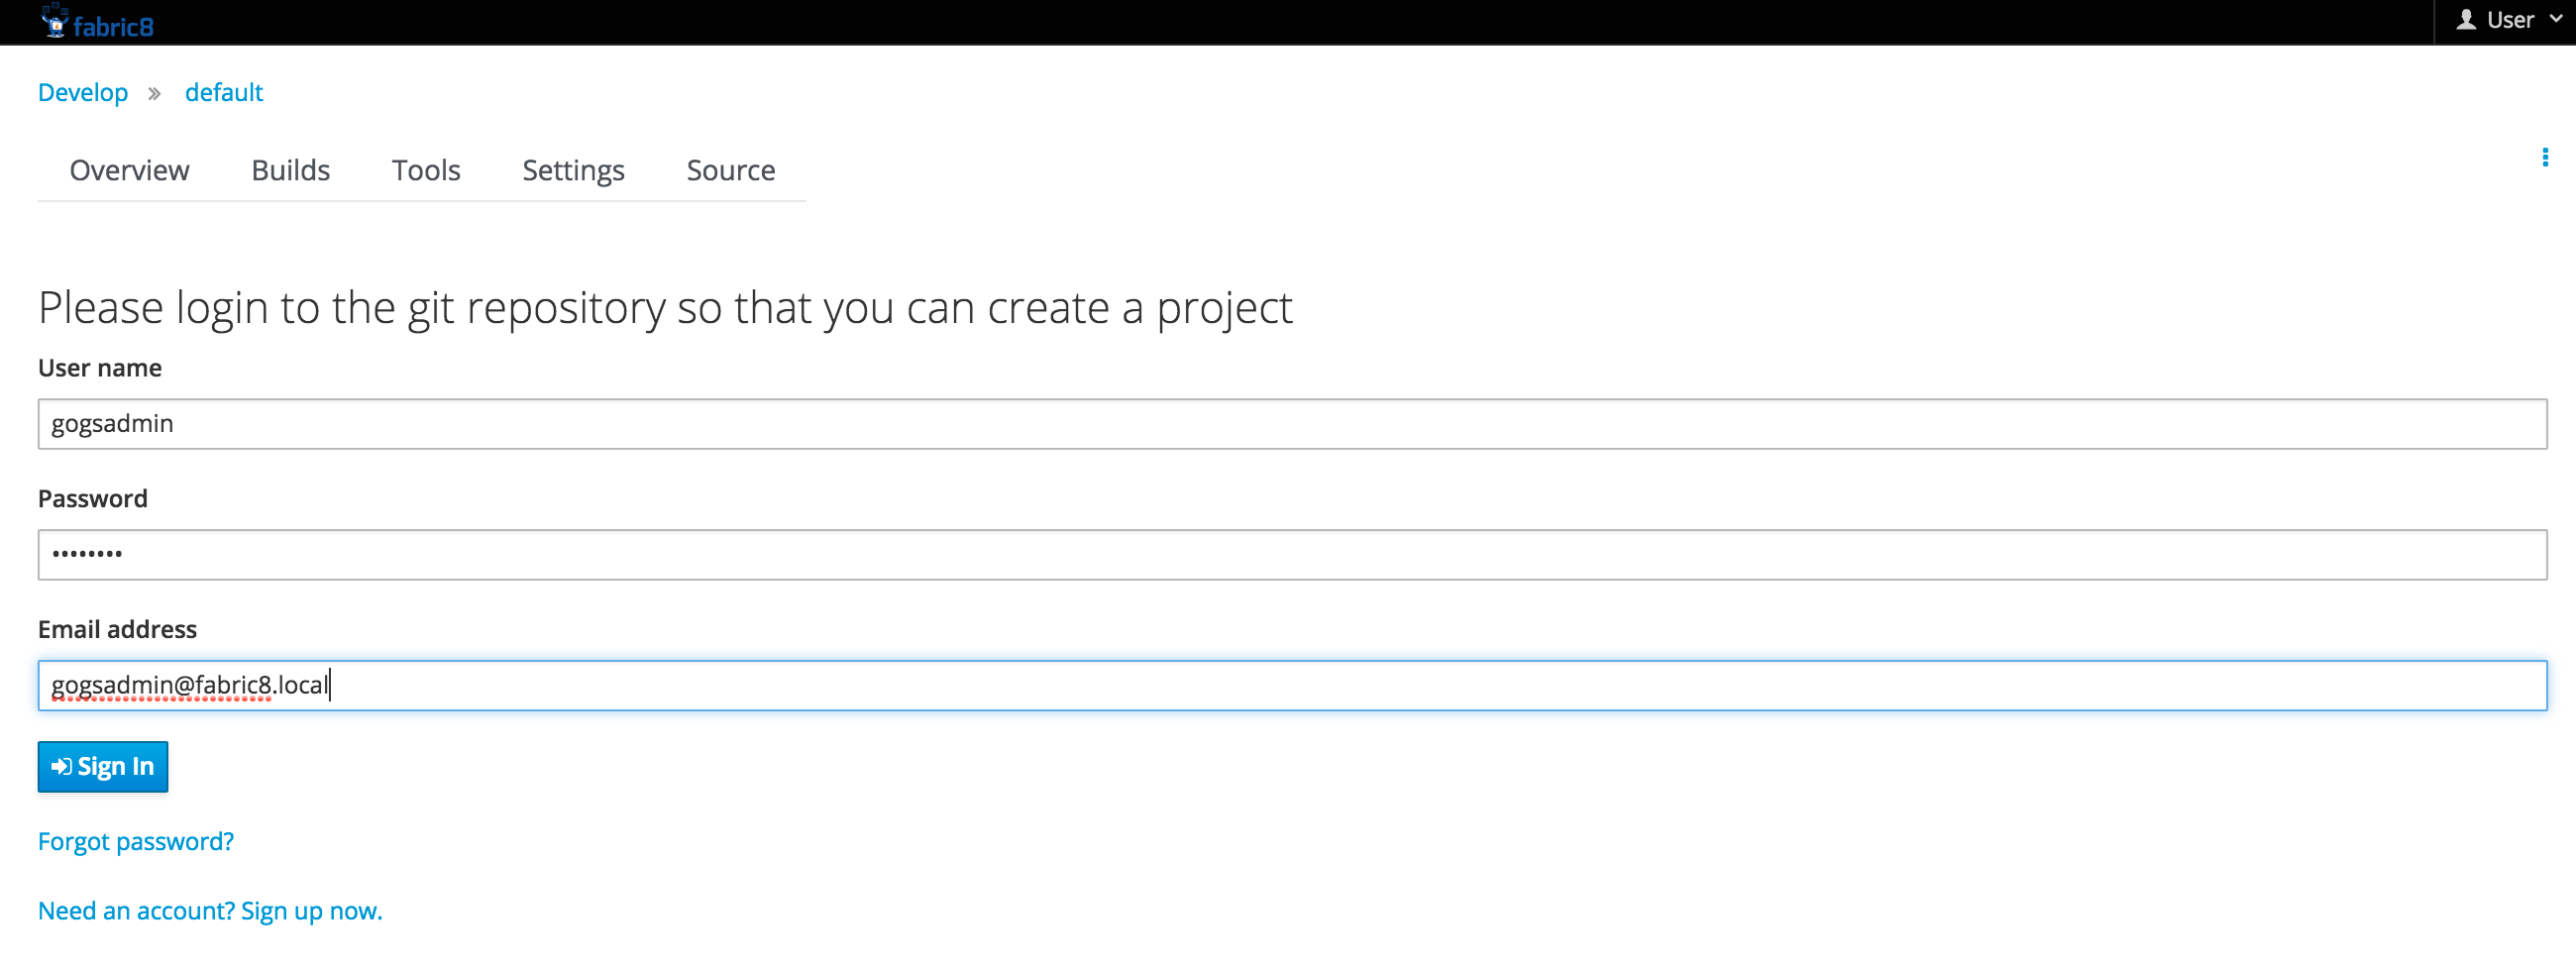 fabric8
User
Develop » default
Overview Builds Tools Settings Source
Please login to the git repository so that you can create a project
User name
gogsadmin
Password
••••••••
Email address
gogsadmin@fabric8.local
Sign In
Forgot password?
Need an account? Sign up now.